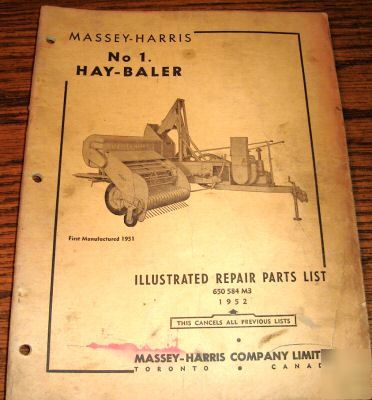 MASSEY-HARRIS
No 1.
HAY-BALER
First Manufactured 1951
ILLUSTRATED REPAIR PARTS LIST
650 584 M3
1952
THIS CANCELS ALL PREVIOUS LISTS
MASSEY-HARRIS COMPANY LIMIT
TORONTO • CANAD